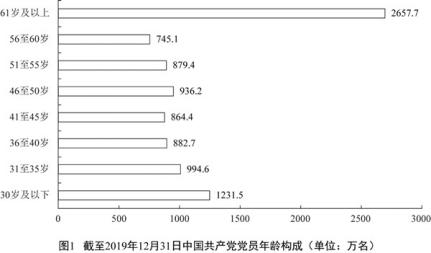 61岁及以上 2657.7
56至60岁 745.1
51至55岁 879.4
46至50岁 936.2
41至45岁 864.4
36至40岁 882.7
31至35岁 994.6
30岁及以下 1231.5
0 500 1000 1500 2000 2500 3000
图1 截至2019年12月31日中国共产党党员年龄构成（单位：万名）